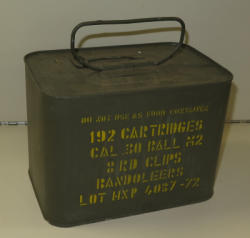 DO NOT USE AS FOOD CONTAINER
192 CARTRIDGES
CAL 30 BALL M2
8 RD CLIPS
BANDOLEERS
LOT HXP 4037-72